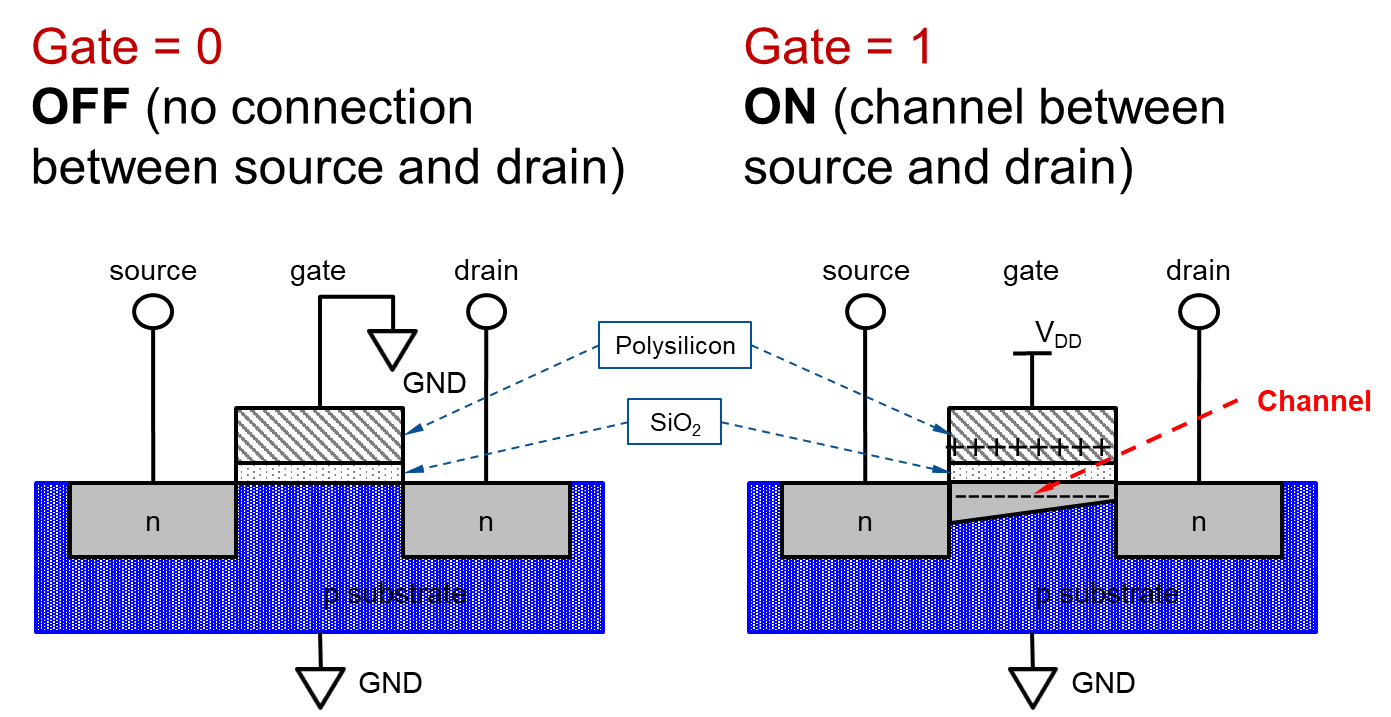 Gate = 0
OFF (no connection
between source and drain)
Gate = 1
ON (channel between
source and drain)
source
gate
drain
GND
n
n
p substrate
GND
Polysilicon
SiO₂
source
gate
drain
V_DD
Channel
+ + + + + + + +
n
n
p substrate
GND